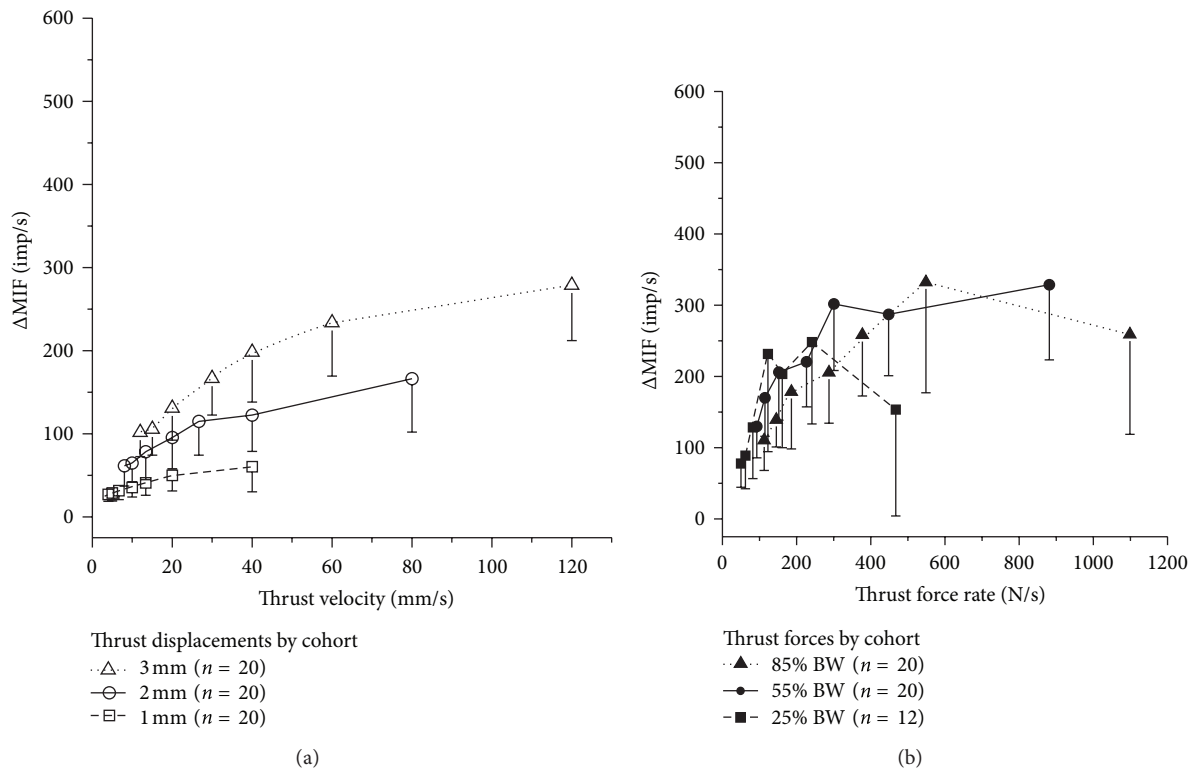 600
500
400
300
200
100
0
ΔMIF (imp/s)
0 20 40 60 80 100 120
Thrust velocity (mm/s)
Thrust displacements by cohort
3 mm (n = 20)
2 mm (n = 20)
1 mm (n = 20)
(a)
600
500
400
300
200
100
0
ΔMIF (imp/s)
0 200 400 600 800 1000 1200
Thrust force rate (N/s)
Thrust forces by cohort
85% BW (n = 20)
55% BW (n = 20)
25% BW (n = 12)
(b)